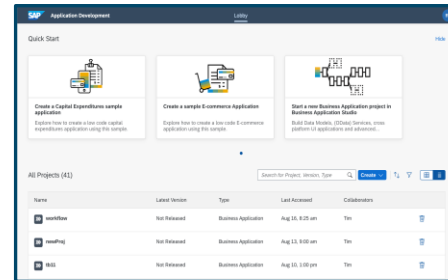 SAP Application Development
Lobby
Quick Start
Hide
Create a Capital Expenditures sample
application
Explore how to create a low code capital
expenditures application using this sample.
Create a sample E-commerce Application
Explore how to create a low-code E-commerce
application using this sample.
Start a new Business Application project in
Business Application Studio
Build Data Models, (OData) Services, cross
platform UI applications and advanced...
All Projects (41)
Search for Project, Version, Type
Create
Name Latest Version Type Last Accessed Collaborators
workflow Not Released Business Application Aug 16, 8:25 am Tim
newProj Not Released Business Application Aug 13, 9:00 am Tim
Not Released Business Application Aug 10, 1:00 pm Tim